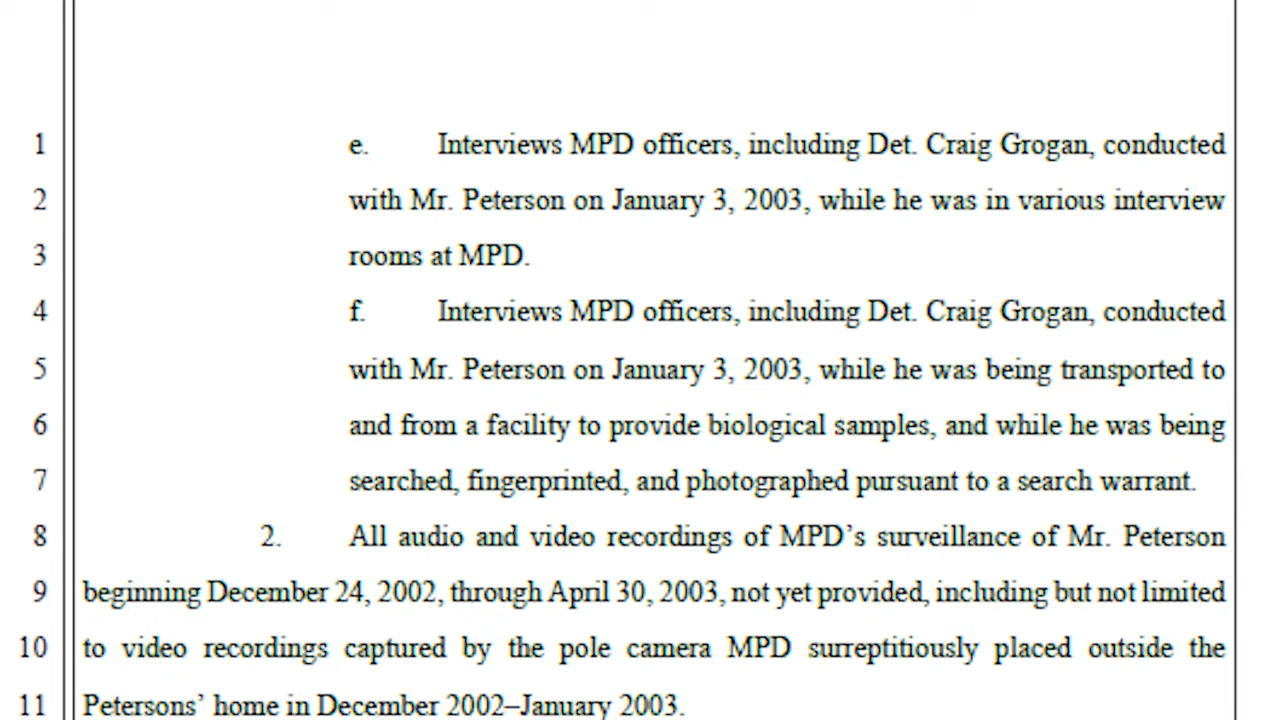 1 e. Interviews MPD officers, including Det. Craig Grogan, conducted
2 with Mr. Peterson on January 3, 2003, while he was in various interview
3 rooms at MPD.
4 f. Interviews MPD officers, including Det. Craig Grogan, conducted
5 with Mr. Peterson on January 3, 2003, while he was being transported to
6 and from a facility to provide biological samples, and while he was being
7 searched, fingerprinted, and photographed pursuant to a search warrant.
8 2. All audio and video recordings of MPD’s surveillance of Mr. Peterson
9 beginning December 24, 2002, through April 30, 2003, not yet provided, including but not limited
10 to video recordings captured by the pole camera MPD surreptitiously placed outside the
11 Petersons’ home in December 2002–January 2003.